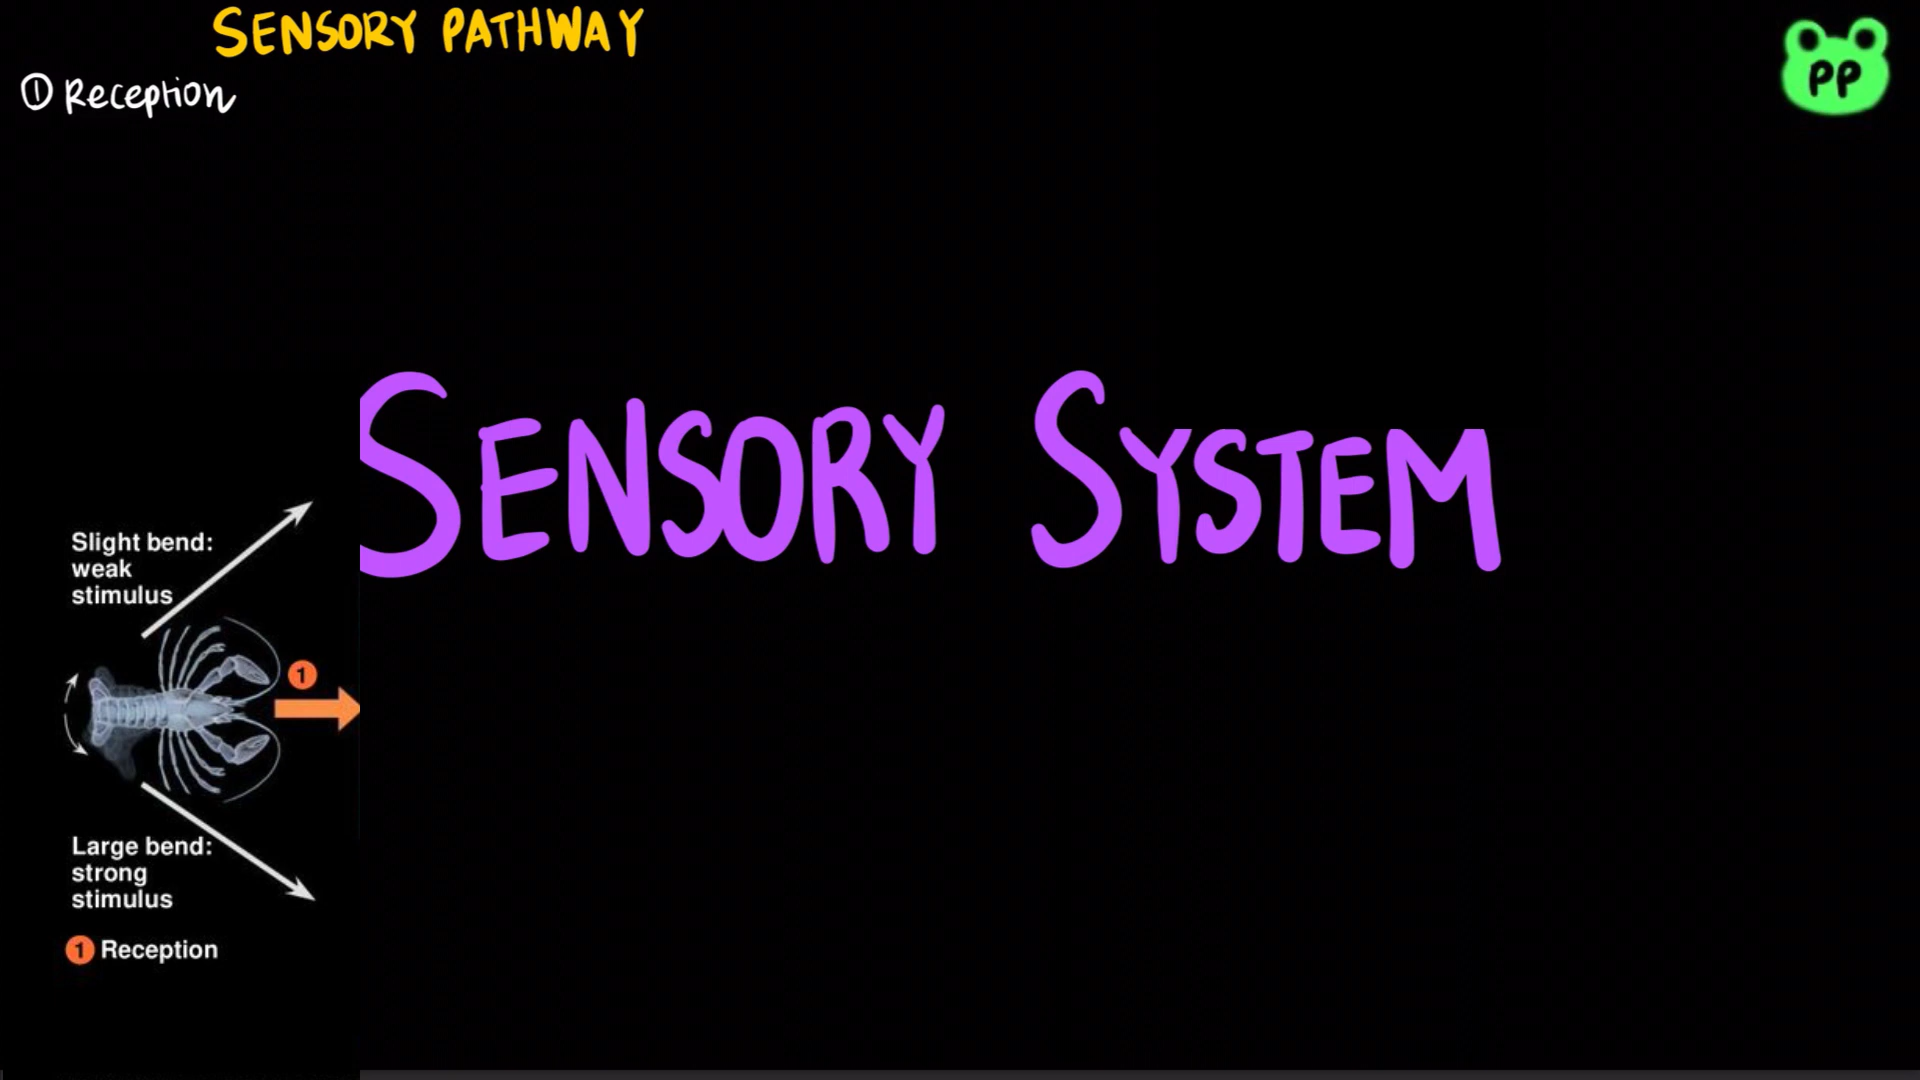 SENSORY PATHWAY
① Reception
PP
SENSORY SYSTEM
Slight bend:
weak
stimulus
1
Large bend:
strong
stimulus
1 Reception